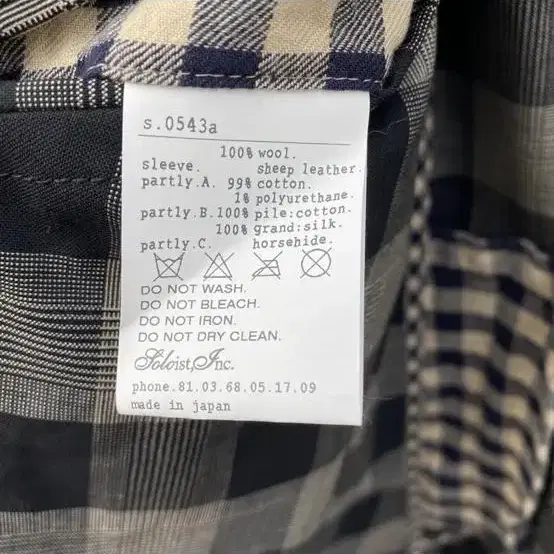 s.0543a
100% wool.
sleeve. sheep leather.
partly.A. 99% cotton.
1% polyurethane.
partly.B. 100% pile:cotton.
100% grand:silk.
partly.C. horsehide.
DO NOT WASH.
DO NOT BLEACH.
DO NOT IRON.
DO NOT DRY CLEAN.
Soloist,Inc.
phone.81.03.68.05.17.09
made in japan